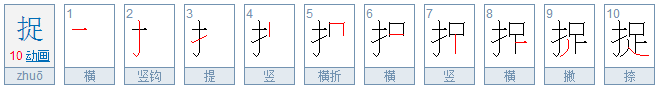 捉 1 2 3 4 5 6 7 8 9 10
10 动画
zhuō 横 竖钩 提 竖 横折 横 竖 横 撇 捺